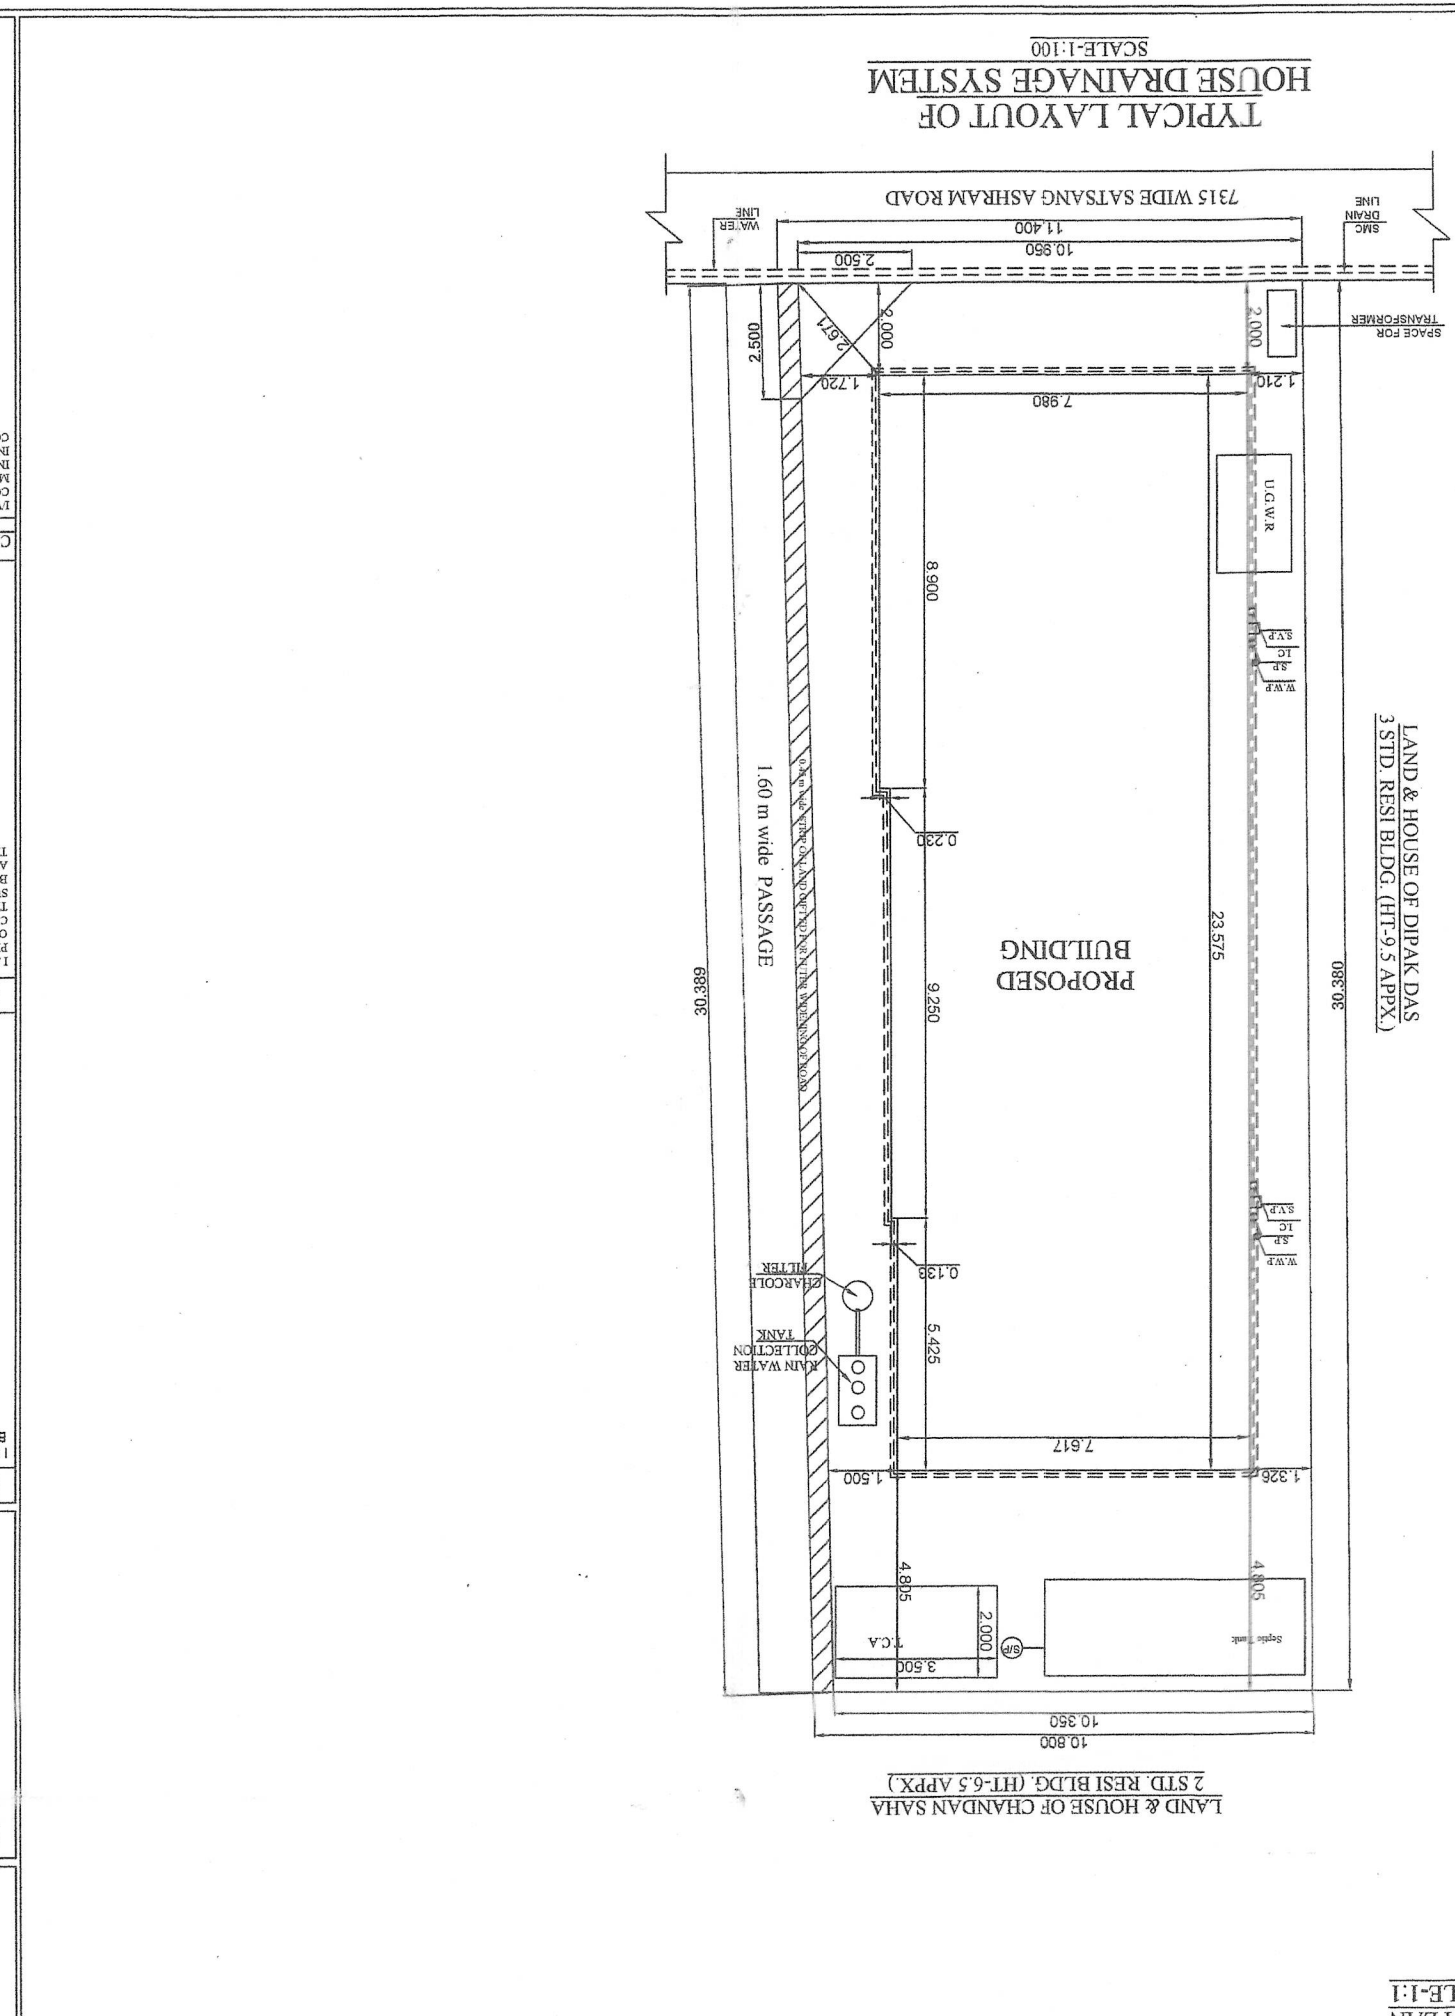 LAND & HOUSE OF CHANDAN SAHA
2 STD. RESI BLDG. (HT-6.5 APPX.)
10.800
10.350
Septic Tank
S/P
T.C.A
3.500
2.000
4.805
4.805
1.326
1.500
7.617
RAIN WATER
COLLECTION
TANK
CHARCOLE
FILTER
5.425
0.133
W.W.P
S.P
I.C
S.V.P
PROPOSED
BUILDING
9.250
23.575
30.380
30.389
LAND & HOUSE OF DIPAK DAS
3 STD. RESI BLDG. (HT-9.5 APPX.)
1.60 m wide PASSAGE
0.230
W.W.P
S.P
I.C
S.V.P
8.900
U.G.W.R
7.980
1.210
1.720
2.500
2.000
2.000
2.671
SPACE FOR
TRANSFORMER
2.500
10.950
11.400
SMC
DRAIN
LINE
WATER
LINE
7315 WIDE SATSANG ASHRAM ROAD
TYPICAL LAYOUT OF
HOUSE DRAINAGE SYSTEM
SCALE-1:100